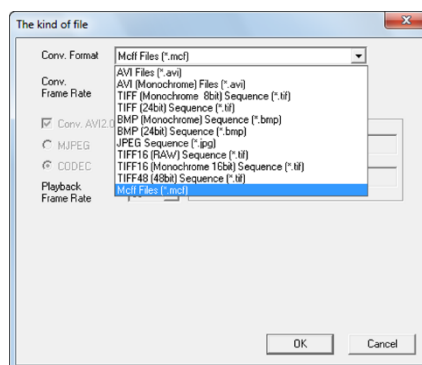 The kind of file
Conv. Format
Mcff Files (*.mcf)
AVI Files (*.avi)
AVI (Monochrome) Files (*.avi)
TIFF (Monochrome 8bit) Sequence (*.tif)
TIFF (24bit) Sequence (*.tif)
BMP (Monochrome) Sequence (*.bmp)
BMP (24bit) Sequence (*.bmp)
JPEG Sequence (*.jpg)
TIFF16 (RAW) Sequence (*.tif)
TIFF16 (Monochrome 16bit) Sequence (*.tif)
TIFF48 (48bit) Sequence (*.tif)
Mcff Files (*.mcf)
Conv.
Frame Rate
Conv. AVI2.0
MJPEG
CODEC
Playback
Frame Rate
OK
Cancel